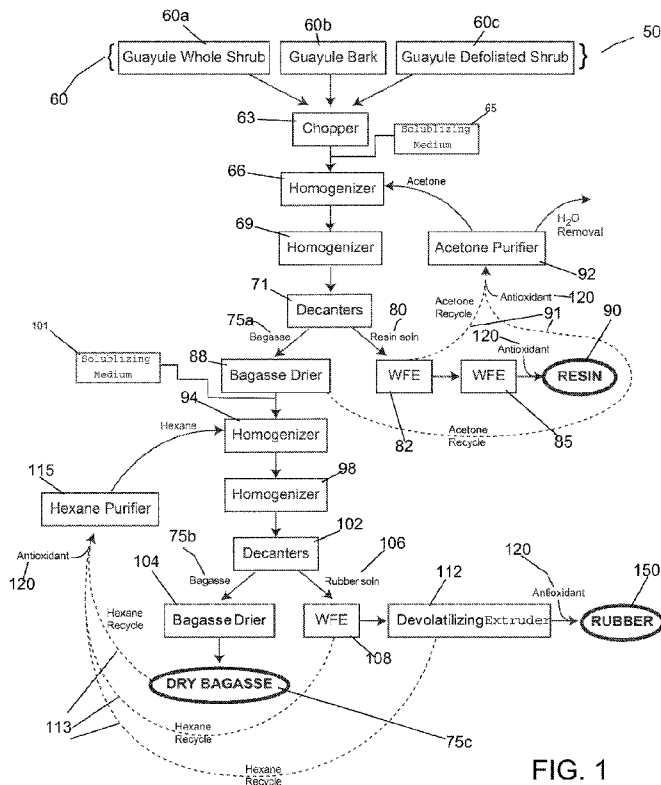 60a
60b
60c
50
60
{ Guayule Whole Shrub
Guayule Bark
Guayule Defoliated Shrub }
63
Chopper
65
Solublizing
Medium
66
Homogenizer
Acetone
69
Homogenizer
H2O
Removal
Acetone Purifier
92
71
Decanters
Acetone
Recycle
Antioxidant
120
91
75a
Bagasse
80
Resin soln
120
Antioxidant
90
101
Solublizing
Medium
88
Bagasse Drier
WFE
WFE
RESIN
82
85
94
Homogenizer
Hexane
Acetone
Recycle
115
Hexane Purifier
98
Homogenizer
Antioxidant
120
102
Decanters
75b
Bagasse
106
Rubber soln
104
112
120
Antioxidant
150
Hexane
Recycle
Bagasse Drier
WFE
Devolatilizing Extruder
RUBBER
108
DRY BAGASSE
113
75c
Hexane
Recycle
Hexane
Recycle
FIG. 1